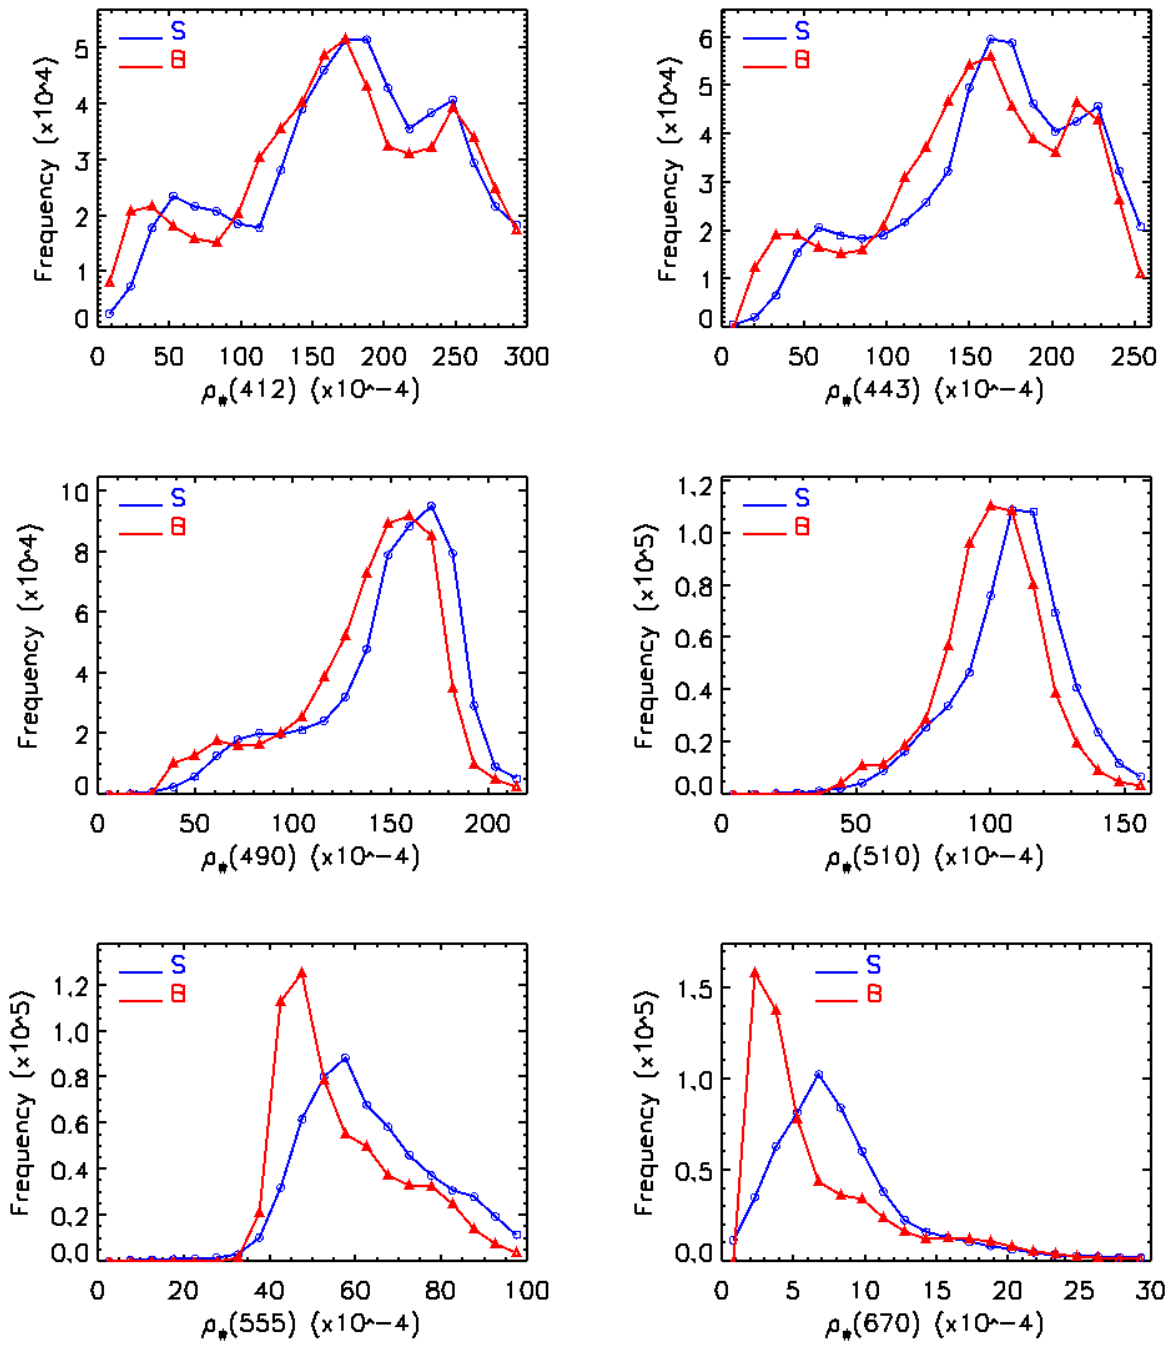 S
B
Frequency (x10^4)
5
4
3
2
1
0
0 50 100 150 200 250 300
ρ*(412) (x10^-4)
S
B
Frequency (x10^4)
6
5
4
3
2
1
0
0 50 100 150 200 250
ρ*(443) (x10^-4)
S
B
Frequency (x10^4)
10
8
6
4
2
0
0 50 100 150 200
ρ*(490) (x10^-4)
S
B
Frequency (x10^5)
1.2
1.0
0.8
0.6
0.4
0.2
0.0
0 50 100 150
ρ*(510) (x10^-4)
S
B
Frequency (x10^5)
1.2
1.0
0.8
0.6
0.4
0.2
0.0
0 20 40 60 80 100
ρ*(555) (x10^-4)
S
B
Frequency (x10^5)
1.5
1.0
0.5
0.0
0 5 10 15 20 25 30
ρ*(670) (x10^-4)